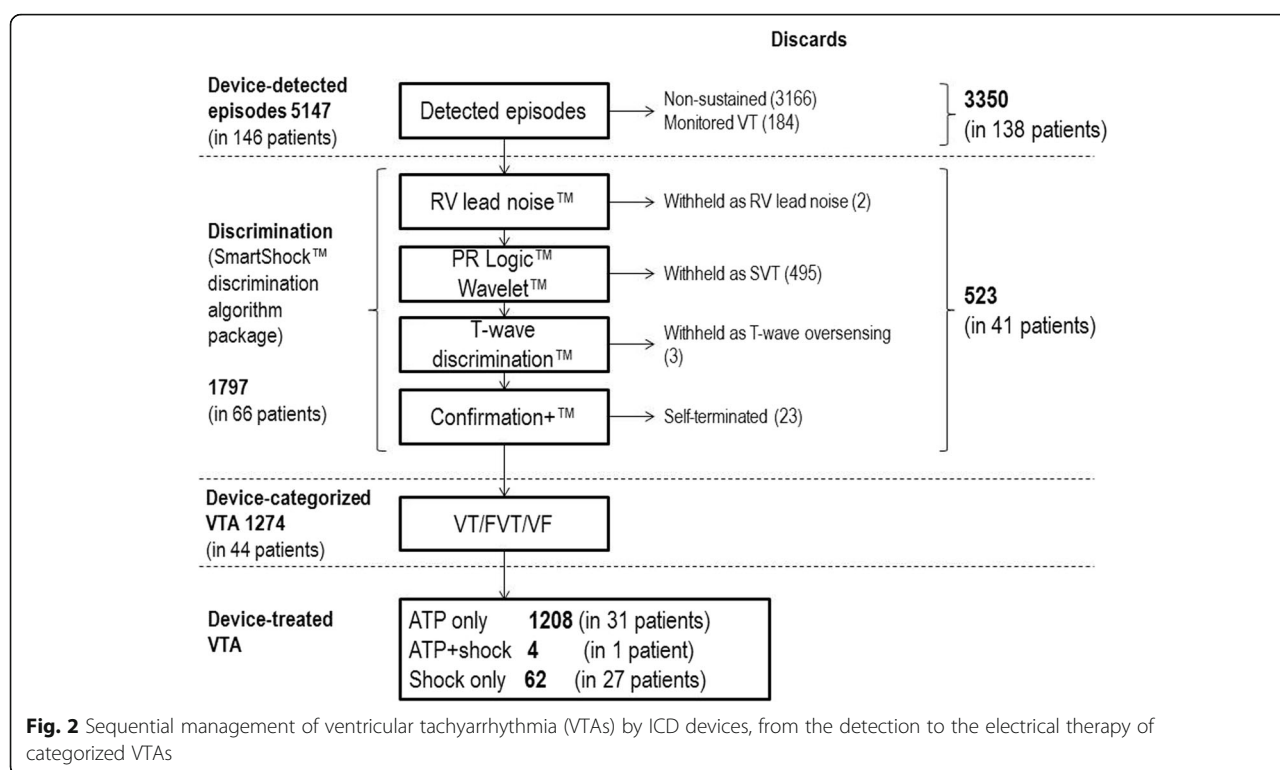 Discards
Device-detected
episodes 5147
(in 146 patients)
Detected episodes
Non-sustained (3166)
Monitored VT (184)
3350
(in 138 patients)
Discrimination
(SmartShock™
discrimination
algorithm
package)
1797
(in 66 patients)
RV lead noise™
Withheld as RV lead noise (2)
PR Logic™
Wavelet™
Withheld as SVT (495)
T-wave
discrimination™
Withheld as T-wave oversensing
(3)
Confirmation+™
Self-terminated (23)
523
(in 41 patients)
Device-categorized
VTA 1274
(in 44 patients)
VT/FVT/VF
Device-treated
VTA
ATP only 1208 (in 31 patients)
ATP+shock 4 (in 1 patient)
Shock only 62 (in 27 patients)
Fig. 2 Sequential management of ventricular tachyarrhythmia (VTAs) by ICD devices, from the detection to the electrical therapy of
categorized VTAs